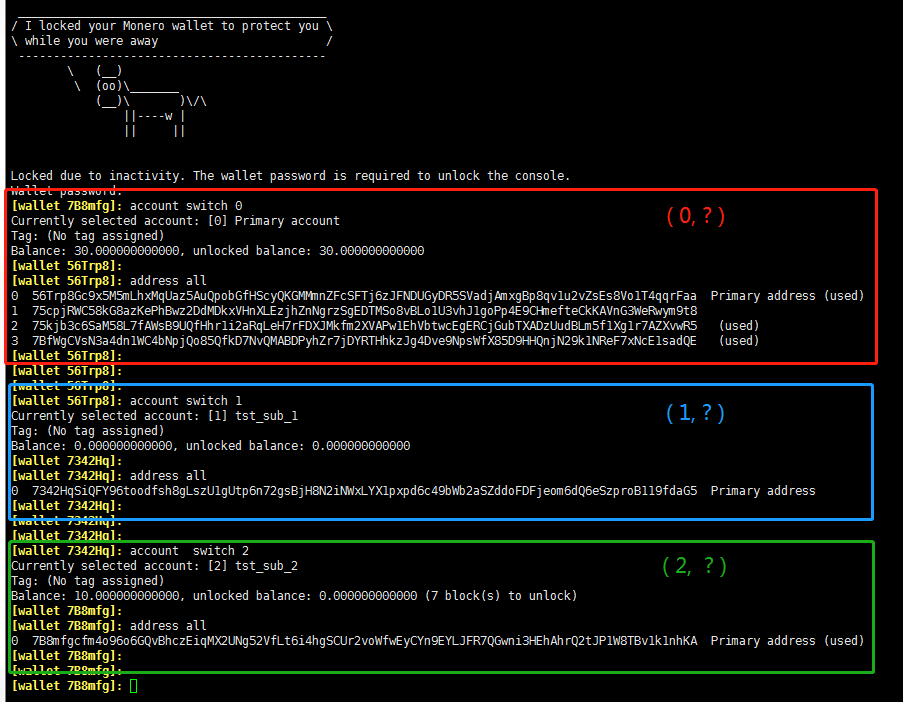 / I locked your Monero wallet to protect you \
\ while you were away /
Locked due to inactivity. The wallet password is required to unlock the console.
Wallet password:
[wallet 7B8mfg]: account switch 0
Currently selected account: [0] Primary account
( 0, ? )
Tag: (No tag assigned)
Balance: 30.000000000000, unlocked balance: 30.000000000000
[wallet 56Trp8]:
[wallet 56Trp8]: address all
0 56Trp8Gc9x5M5mLhxMqUaz5AuQpobGfHScyQKGMMmnZFcSFTj6zJFNDUGyDR5SVadjAmxgBp8qv1u2vZsEs8Vo1T4qqrFaa Primary address (used)
1 75cpjRWC58kG8azKePhBwz2DdMDkxVHnXLEzjhZnNgrzSgEDTMSo8vBLo1U3vhJ1goPp4E9CHmefteCkKAVnG3WeRwym9t8
2 75kjb3c6SaM58L7fAWsB9UQfHhr1i2aRqLeH7rFDXJMkfm2XVAPw1EhVbtwcEgERCjGubTXADzUudBLm5f1Xg1r7AZXvwR5 (used)
3 7BfWgCVsN3a4dn1WC4bNpjQo85QfkD7NvQMABDPyhZr7jDYRTHhkzJg4Dve9NpsWfX85D9HHQnjN29k1NReF7xNcE1sadQE (used)
[wallet 56Trp8]:
[wallet 56Trp8]:
[wallet 56Trp8]:
[wallet 56Trp8]: account switch 1
Currently selected account: [1] tst_sub_1
( 1, ? )
Tag: (No tag assigned)
Balance: 0.000000000000, unlocked balance: 0.000000000000
[wallet 7342Hq]:
[wallet 7342Hq]: address all
0 7342HqSiQFY96toodfsh8gLszU1gUtp6n72gsBjH8N2iNWxLYX1pxpd6c49bWb2aSZddoFDFjeom6dQ6eSzproB1l9fdaG5 Primary address
[wallet 7342Hq]:
[wallet 7342Hq]:
[wallet 7342Hq]:
[wallet 7342Hq]: account switch 2
Currently selected account: [2] tst_sub_2
( 2, ? )
Tag: (No tag assigned)
Balance: 10.000000000000, unlocked balance: 0.000000000000 (7 block(s) to unlock)
[wallet 7B8mfg]:
[wallet 7B8mfg]: address all
0 7B8mfgcfm4o96o6GQvBhczEiqMX2UNg52VfLt6i4hgSCUr2voWfwEyCYn9EYLJFR7QGwni3HEhAhrQ2tJP1W8TBv1k1nhKA Primary address (used)
[wallet 7B8mfg]:
[wallet 7B8mfg]:
[wallet 7B8mfg]: